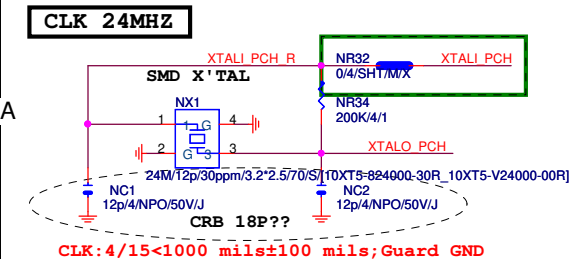 CLK 24MHZ
XTALI_PCH_R
NR32
XTALI_PCH
0/4/SHT/M/X
SMD X'TAL
A
NX1
NR34
200K/4/1
1 1 G 4
2 G 3 3
XTALO_PCH
24M/12p/30ppm/3.2*2.5/70/S/[10XT5-824000-30R_10XT5-V24000-00R]
NC1
NC2
12p/4/NPO/50V/J
12p/4/NPO/50V/J
CRB 18P??
CLK:4/15<1000 mils±100 mils;Guard GND